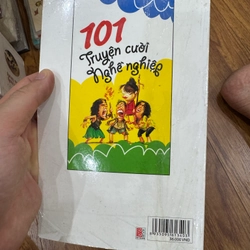 101
Truyện cười
Nghề nghiệp